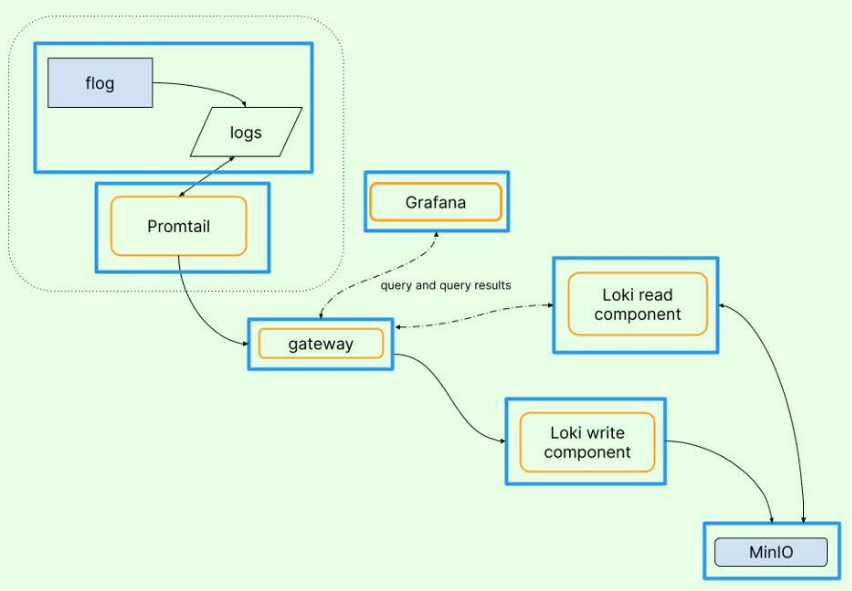 flog
logs
Promtail
Grafana
query and query results
Loki read
component
gateway
Loki write
component
MinIO